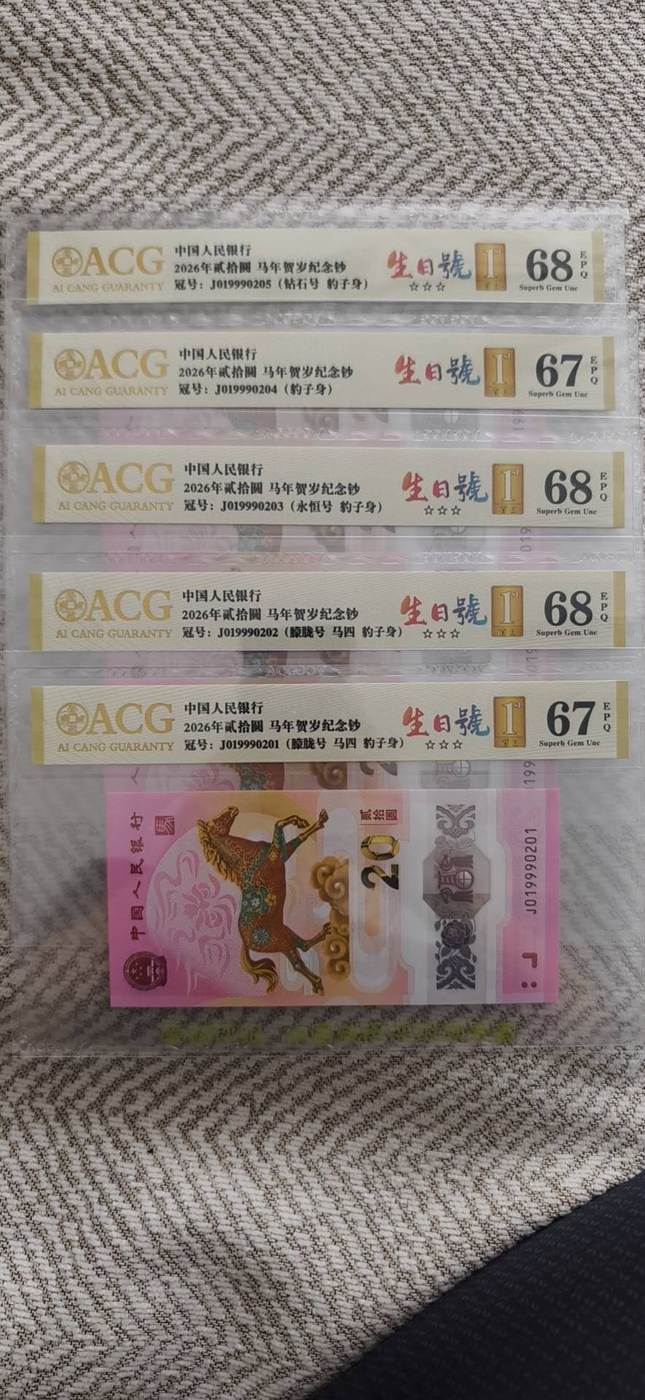 ACG
AI CANG GUARANTY
中国人民银行
2026年贰拾圆 马年贺岁纪念钞
冠号：J019990205（钻石号 豹子身）
生日號
☆☆☆
1
68
EPQ
Superb Gem Unc
ACG
AI CANG GUARANTY
中国人民银行
2026年贰拾圆 马年贺岁纪念钞
冠号：J019990204（豹子身）
生日號
1
67
EPQ
Superb Gem Unc
ACG
AI CANG GUARANTY
中国人民银行
2026年贰拾圆 马年贺岁纪念钞
冠号：J019990203（永恒号 豹子身）
生日號
☆☆☆
1
68
EPQ
Superb Gem Unc
ACG
AI CANG GUARANTY
中国人民银行
2026年贰拾圆 马年贺岁纪念钞
冠号：J019990202（朦胧号 马四 豹子身）
生日號
☆☆☆
1
68
EPQ
Superb Gem Unc
ACG
AI CANG GUARANTY
中国人民银行
2026年贰拾圆 马年贺岁纪念钞
冠号：J019990201（朦胧号 马四 豹子身）
生日號
☆☆☆
1
67
EPQ
Superb Gem Unc
中国人民银行
贰拾圆
20
J019990201